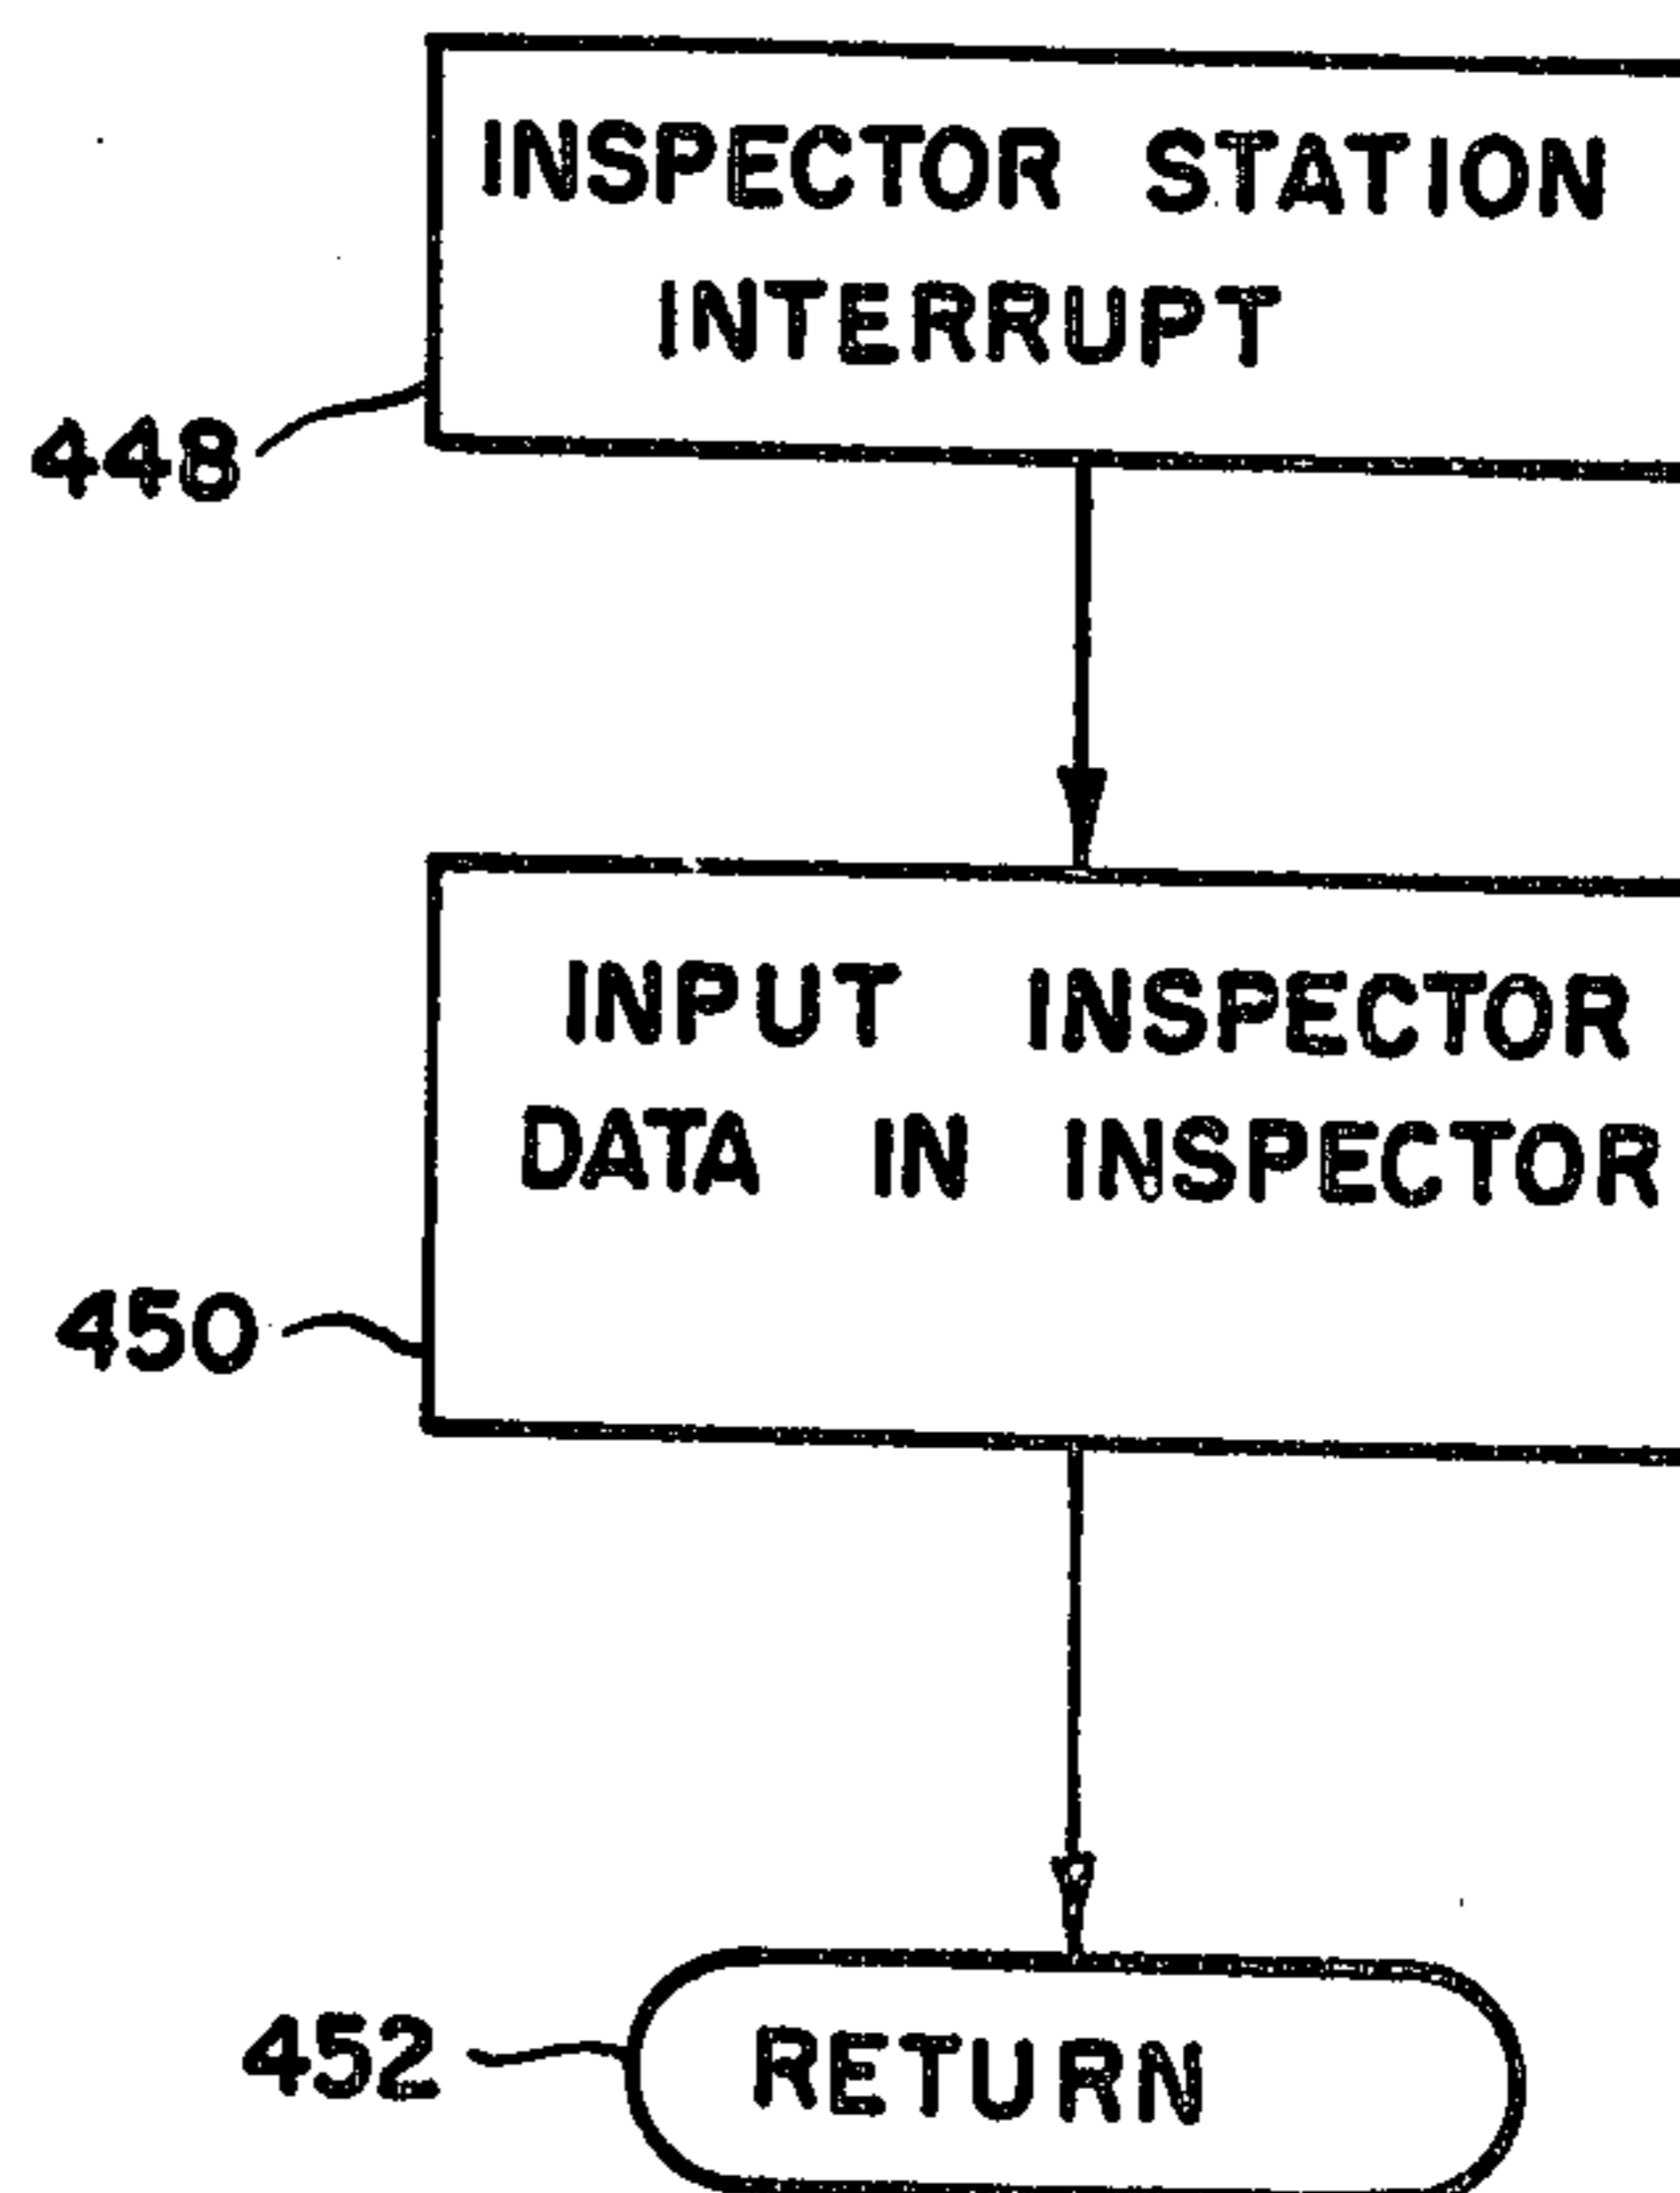 INSPECTOR STATION
INTERRUPT
448
INPUT INSPECTOR
DATA IN INSPECTOR
450
452
RETURN